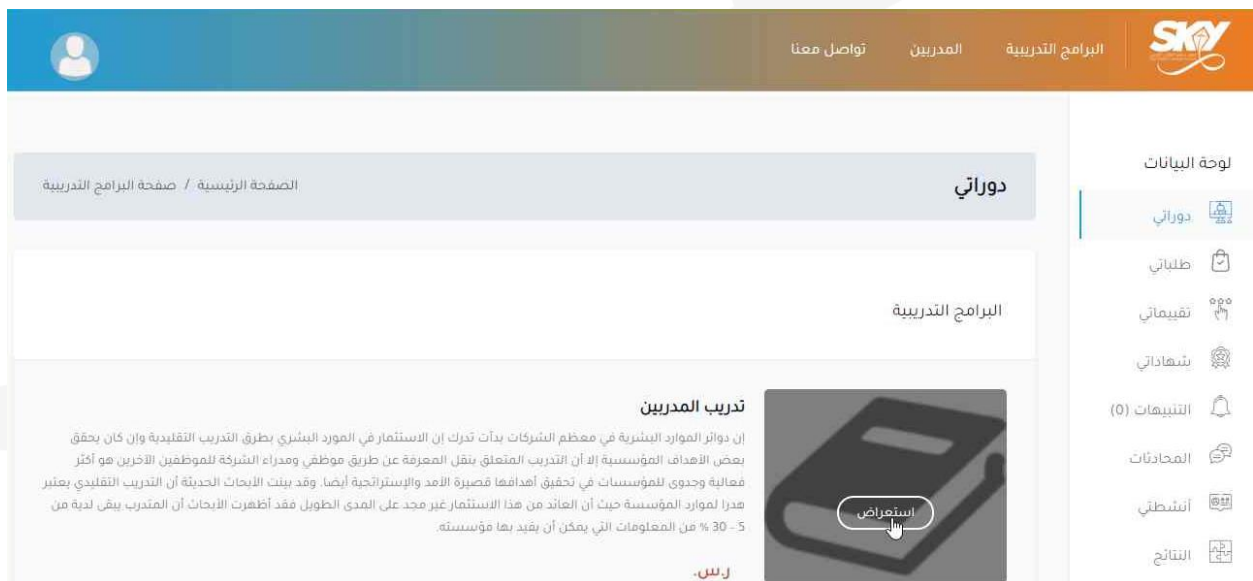 SKY
البرامج التدريبية
المدربين
تواصل معنا
لوحة البيانات
دوراتي
طلباتي
تقييماتي
شهاداتي
التنبيهات (0)
المحادثات
أنشطتي
النتائج
دوراتي
الصفحة الرئيسية / صفحة البرامج التدريبية
البرامج التدريبية
استعراض
تدريب المدربين
إن دوائر الموارد البشرية في معظم الشركات بدأت تدرك إن الاستثمار في المورد البشري بطرق التدريب التقليدية وإن كان يحقق
بعض الأهداف المؤسسية إلا أن التدريب المتعلق بنقل المعرفة عن طريق موظفي ومدراء الشركة للموظفين الآخرين هو أكثر
فعالية وجدوى للمؤسسات في تحقيق أهدافها قصيرة الأمد والإستراتجية أيضا. وقد بينت الأبحاث الحديثة أن التدريب التقليدي يعتبر
هدرا لموارد المؤسسة حيث أن العائد من هذا الاستثمار غير مجد على المدى الطويل فقد أظهرت الأبحاث أن المتدرب يبقى لدية من
5 - 30 % من المعلومات التي يمكن أن يفيد بها مؤسسته.
ر.س.